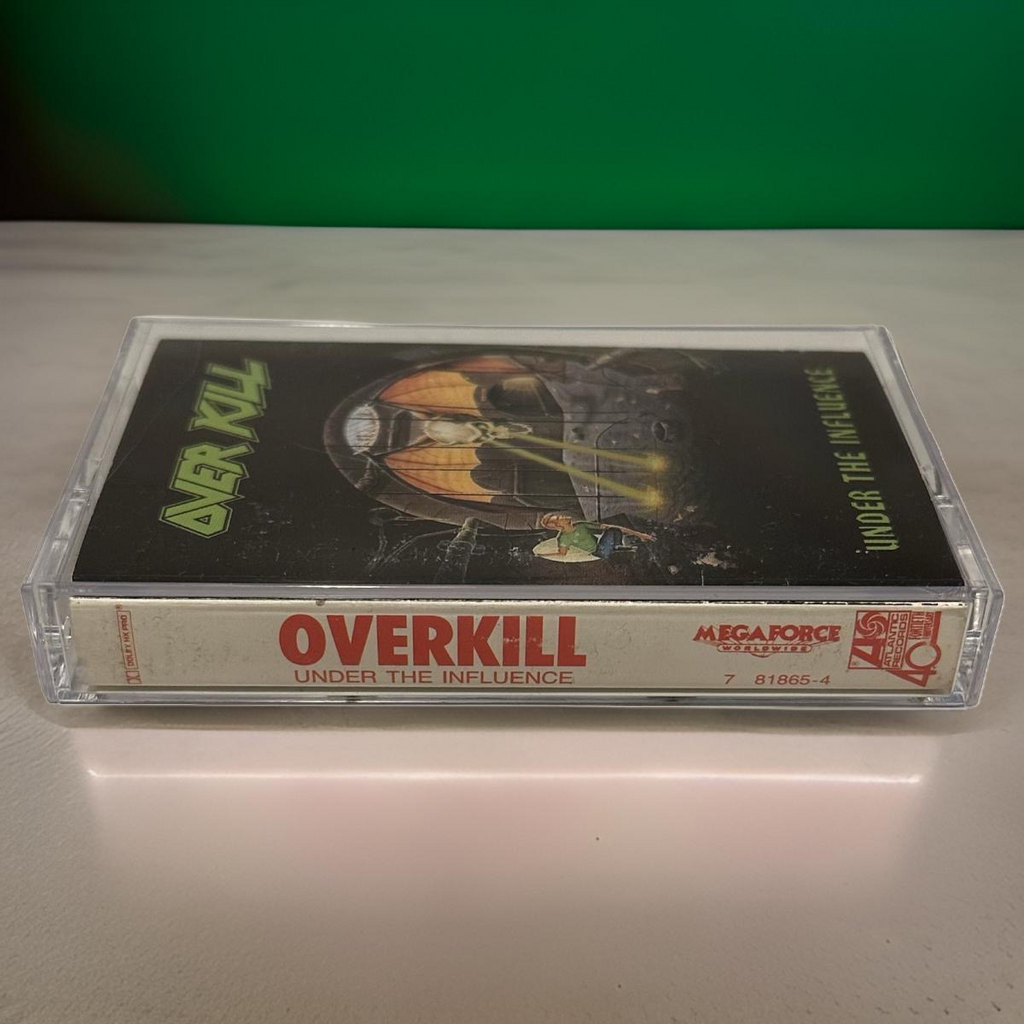 OVERKILL
UNDER THE INFLUENCE
DOLBY HX PRO
OVERKILL
UNDER THE INFLUENCE
MEGAFORCE
WORLDWIDE
7 81865-4
ATLANTIC
RECORDS
40